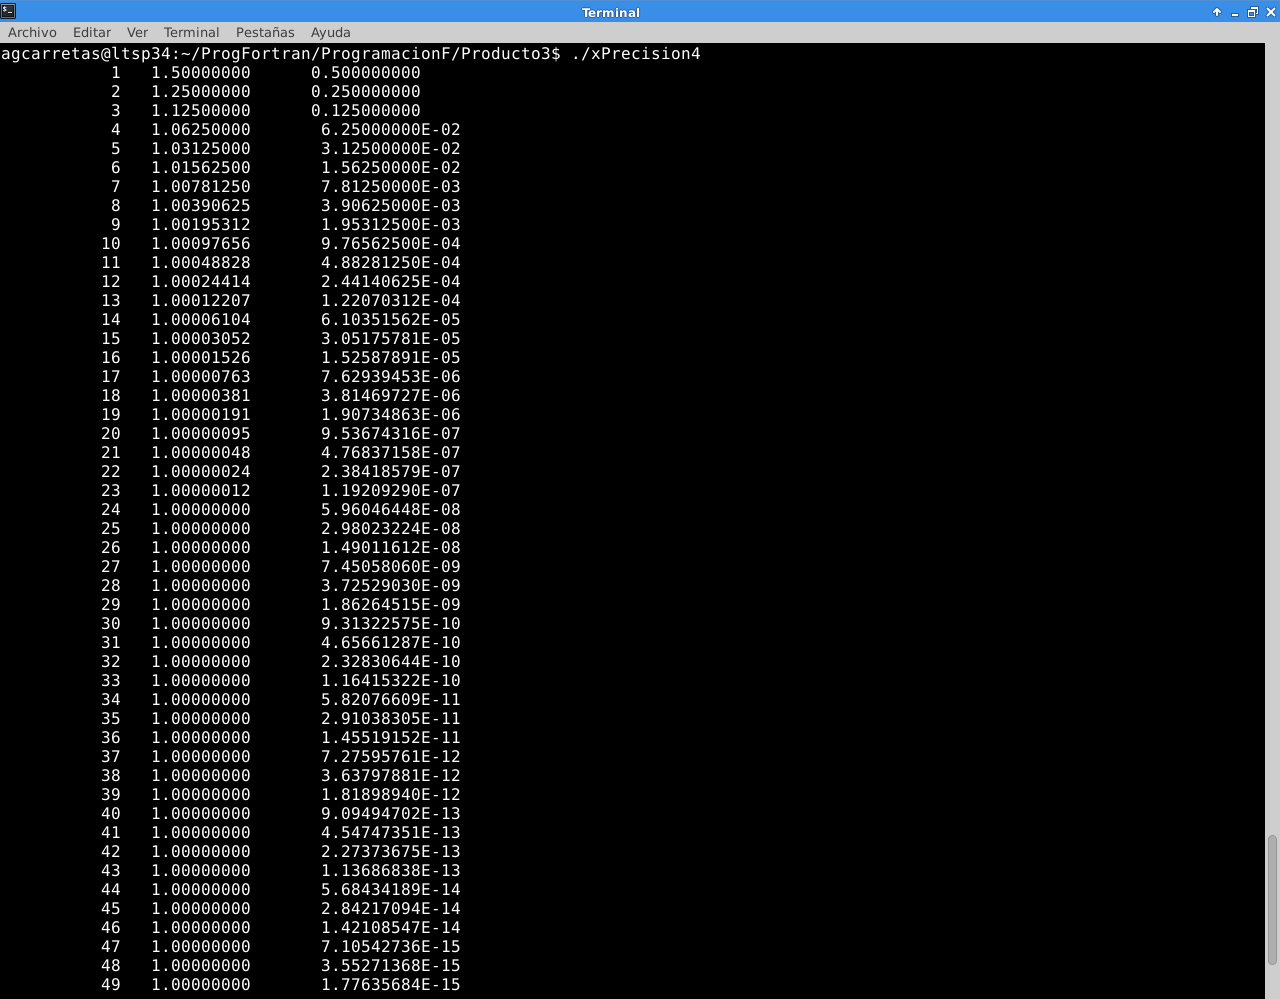 Terminal
Archivo Editar Ver Terminal Pestañas Ayuda
agcarretas@ltsp34:~/ProgFortran/ProgramacionF/Producto3$ ./xPrecision4
1 1.50000000 0.500000000
2 1.25000000 0.250000000
3 1.12500000 0.125000000
4 1.06250000 6.25000000E-02
5 1.03125000 3.12500000E-02
6 1.01562500 1.56250000E-02
7 1.00781250 7.81250000E-03
8 1.00390625 3.90625000E-03
9 1.00195312 1.95312500E-03
10 1.00097656 9.76562500E-04
11 1.00048828 4.88281250E-04
12 1.00024414 2.44140625E-04
13 1.00012207 1.22070312E-04
14 1.00006104 6.10351562E-05
15 1.00003052 3.05175781E-05
16 1.00001526 1.52587891E-05
17 1.00000763 7.62939453E-06
18 1.00000381 3.81469727E-06
19 1.00000191 1.90734863E-06
20 1.00000095 9.53674316E-07
21 1.00000048 4.76837158E-07
22 1.00000024 2.38418579E-07
23 1.00000012 1.19209290E-07
24 1.00000000 5.96046448E-08
25 1.00000000 2.98023224E-08
26 1.00000000 1.49011612E-08
27 1.00000000 7.45058060E-09
28 1.00000000 3.72529030E-09
29 1.00000000 1.86264515E-09
30 1.00000000 9.31322575E-10
31 1.00000000 4.65661287E-10
32 1.00000000 2.32830644E-10
33 1.00000000 1.16415322E-10
34 1.00000000 5.82076609E-11
35 1.00000000 2.91038305E-11
36 1.00000000 1.45519152E-11
37 1.00000000 7.27595761E-12
38 1.00000000 3.63797881E-12
39 1.00000000 1.81898940E-12
40 1.00000000 9.09494702E-13
41 1.00000000 4.54747351E-13
42 1.00000000 2.27373675E-13
43 1.00000000 1.13686838E-13
44 1.00000000 5.68434189E-14
45 1.00000000 2.84217094E-14
46 1.00000000 1.42108547E-14
47 1.00000000 7.10542736E-15
48 1.00000000 3.55271368E-15
49 1.00000000 1.77635684E-15